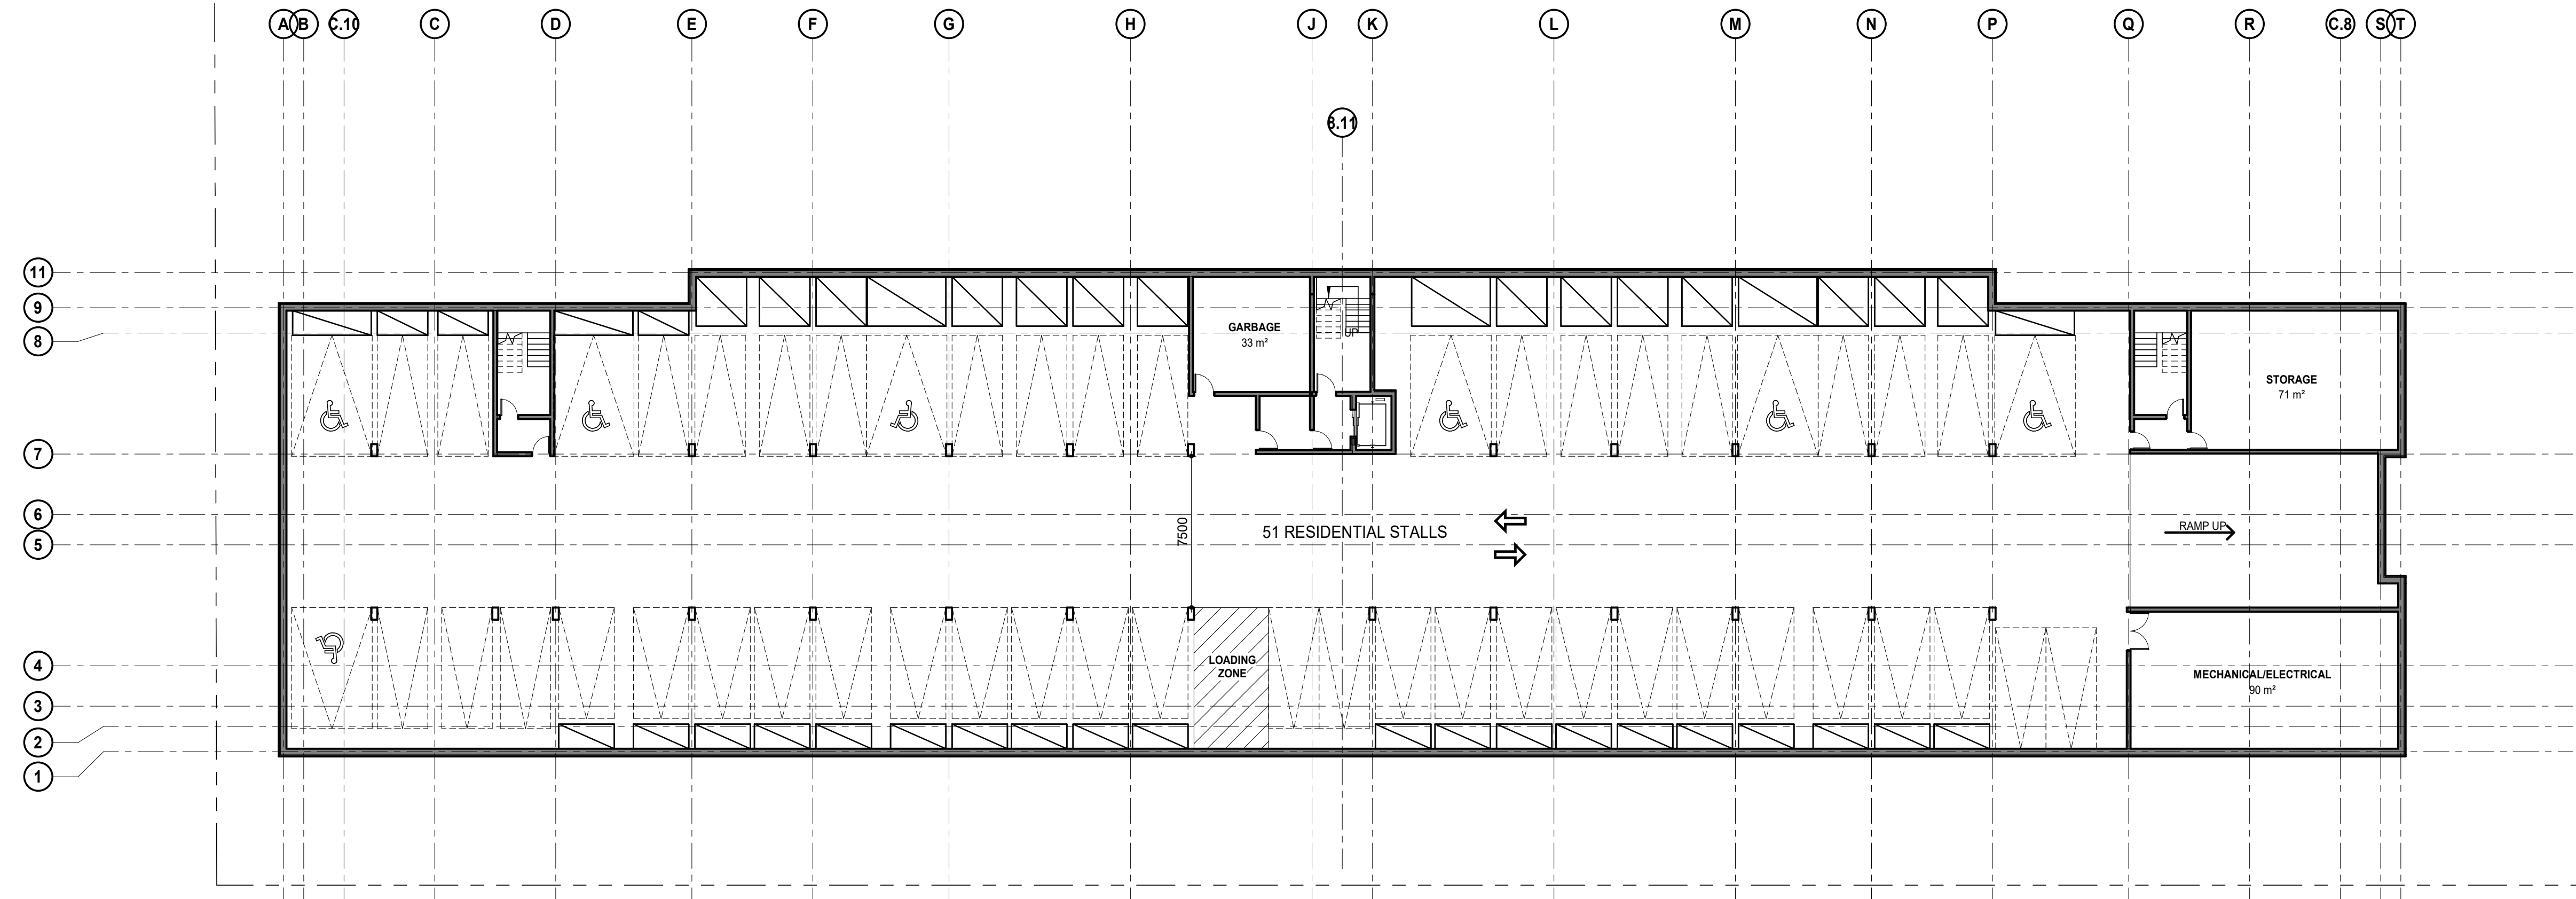 A B C.10 C D E F G H J K L M N P Q R C.8 S T
B.11
11
9
8
GARBAGE
33 m²
UP
STORAGE
71 m²
7
6
5
7500
51 RESIDENTIAL STALLS
RAMP UP
4
LOADING
ZONE
MECHANICAL/ELECTRICAL
90 m²
3
2
1